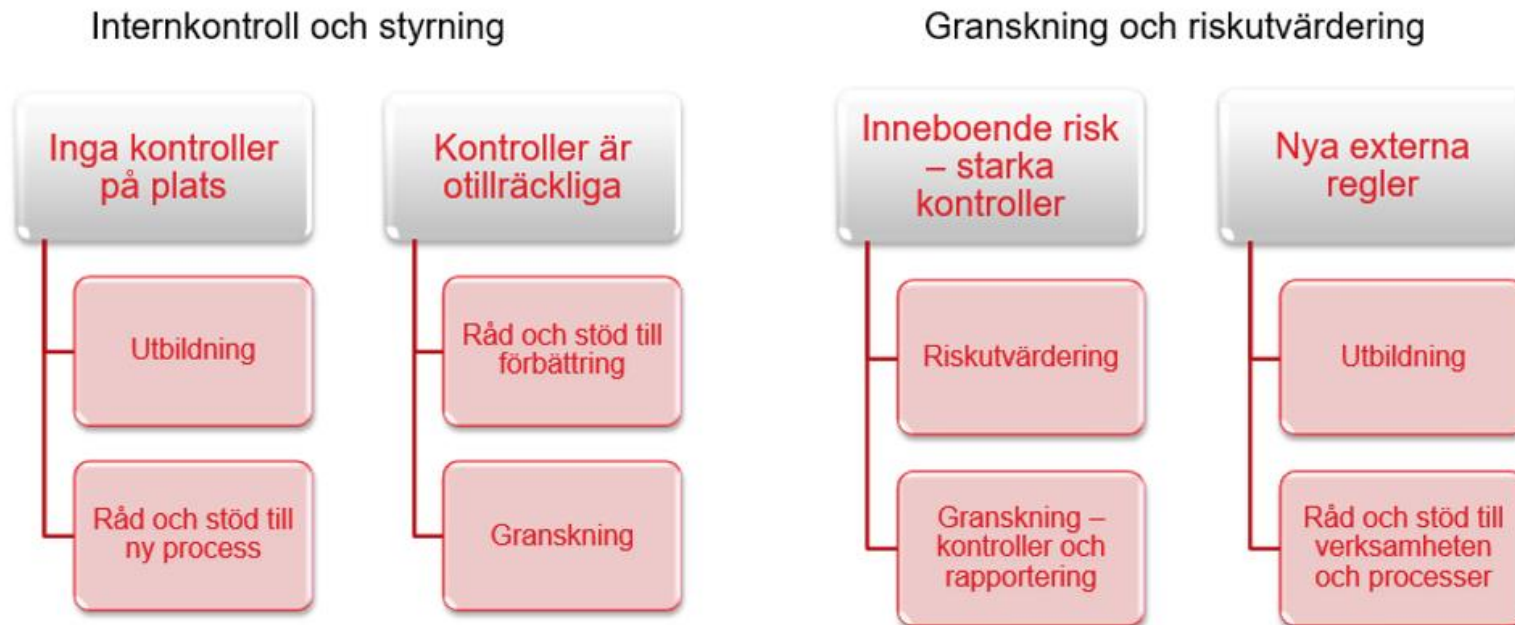 Internkontroll och styrning
Inga kontroller
på plats
Utbildning
Råd och stöd till
ny process
Kontroller är
otillräckliga
Råd och stöd till
förbättring
Granskning
Granskning och riskutvärdering
Inneboende risk
– starka
kontroller
Riskutvärdering
Granskning –
kontroller och
rapportering
Nya externa
regler
Utbildning
Råd och stöd till
verksamheten
och processer